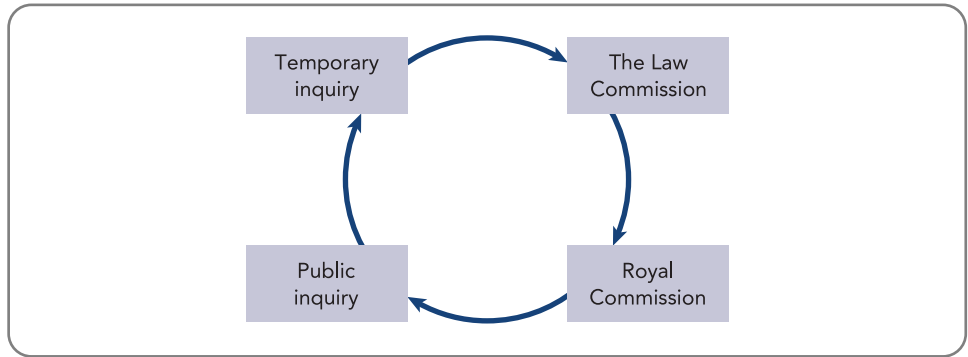 Temporary
inquiry
The Law
Commission
Public
inquiry
Royal
Commission